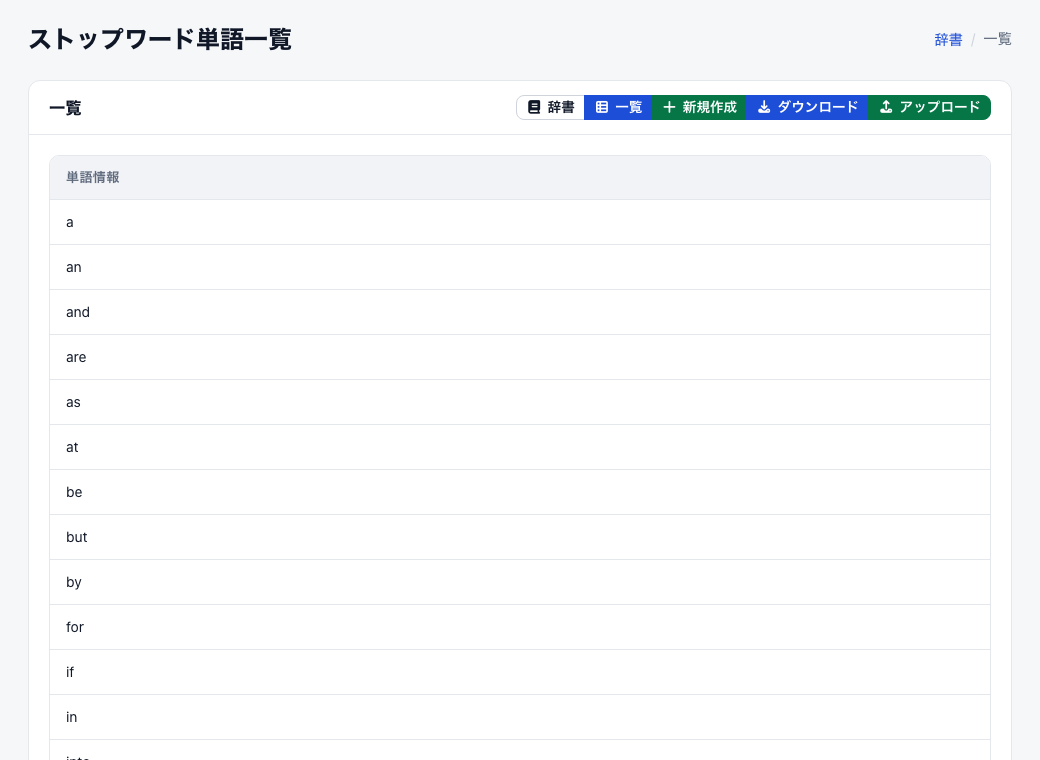 ストップワード単語一覧
辞書 / 一覧
一覧
辞書 一覧 新規作成 ダウンロード アップロード
単語情報
a
an
and
are
as
at
be
but
by
for
if
in